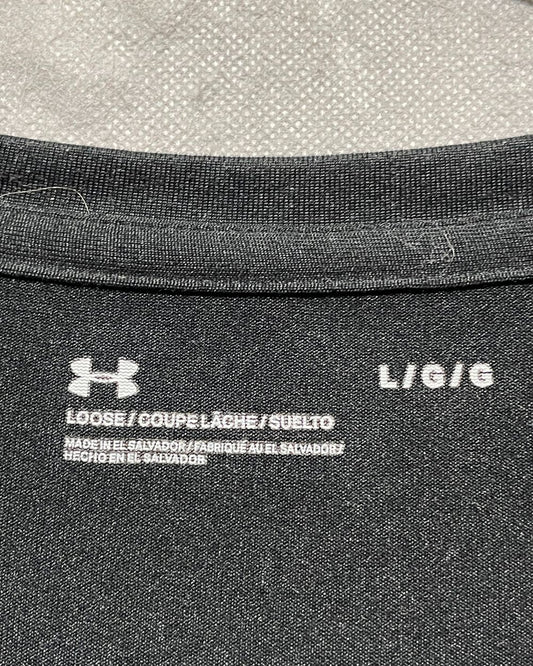 L/G/G
LOOSE/COUPE LÂCHE/SUELTO
MADE IN EL SALVADOR/FABRIQUÉ AU EL SALVADOR/
HECHO EN EL SALVADOR